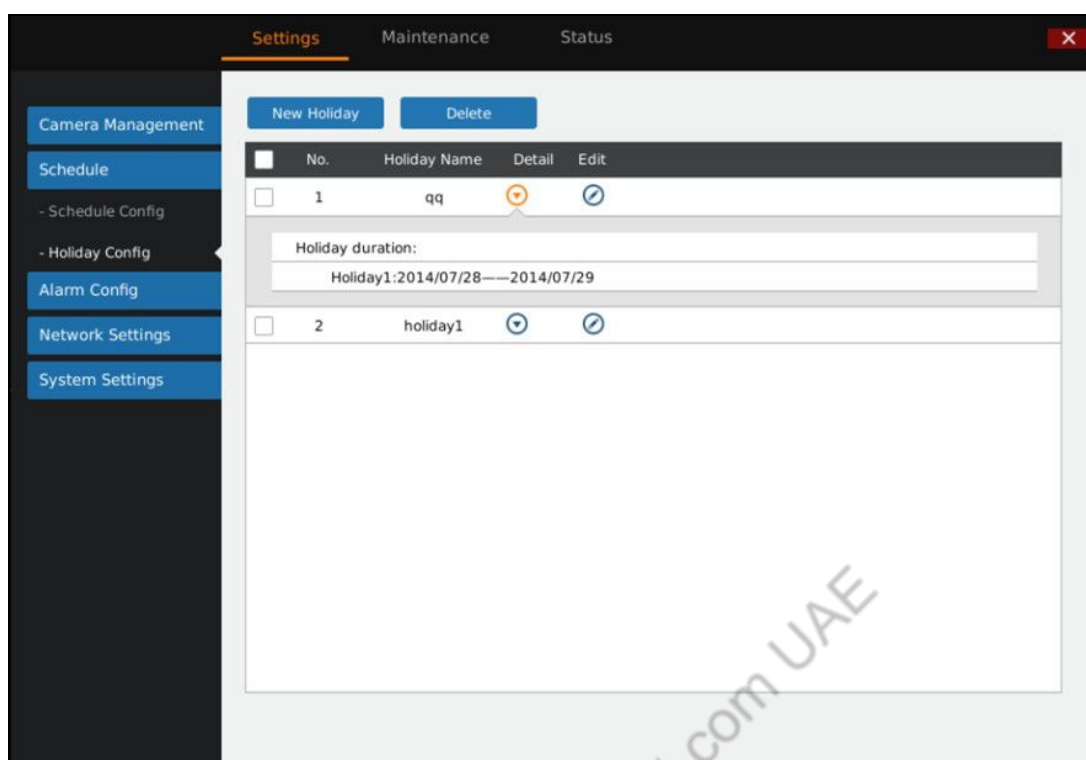 Settings Maintenance Status
New Holiday Delete
Camera Management
Schedule
- Schedule Config
- Holiday Config
Alarm Config
Network Settings
System Settings
No. Holiday Name Detail Edit
1 qq
Holiday duration:
Holiday1:2014/07/28——2014/07/29
2 holiday1
com UAE